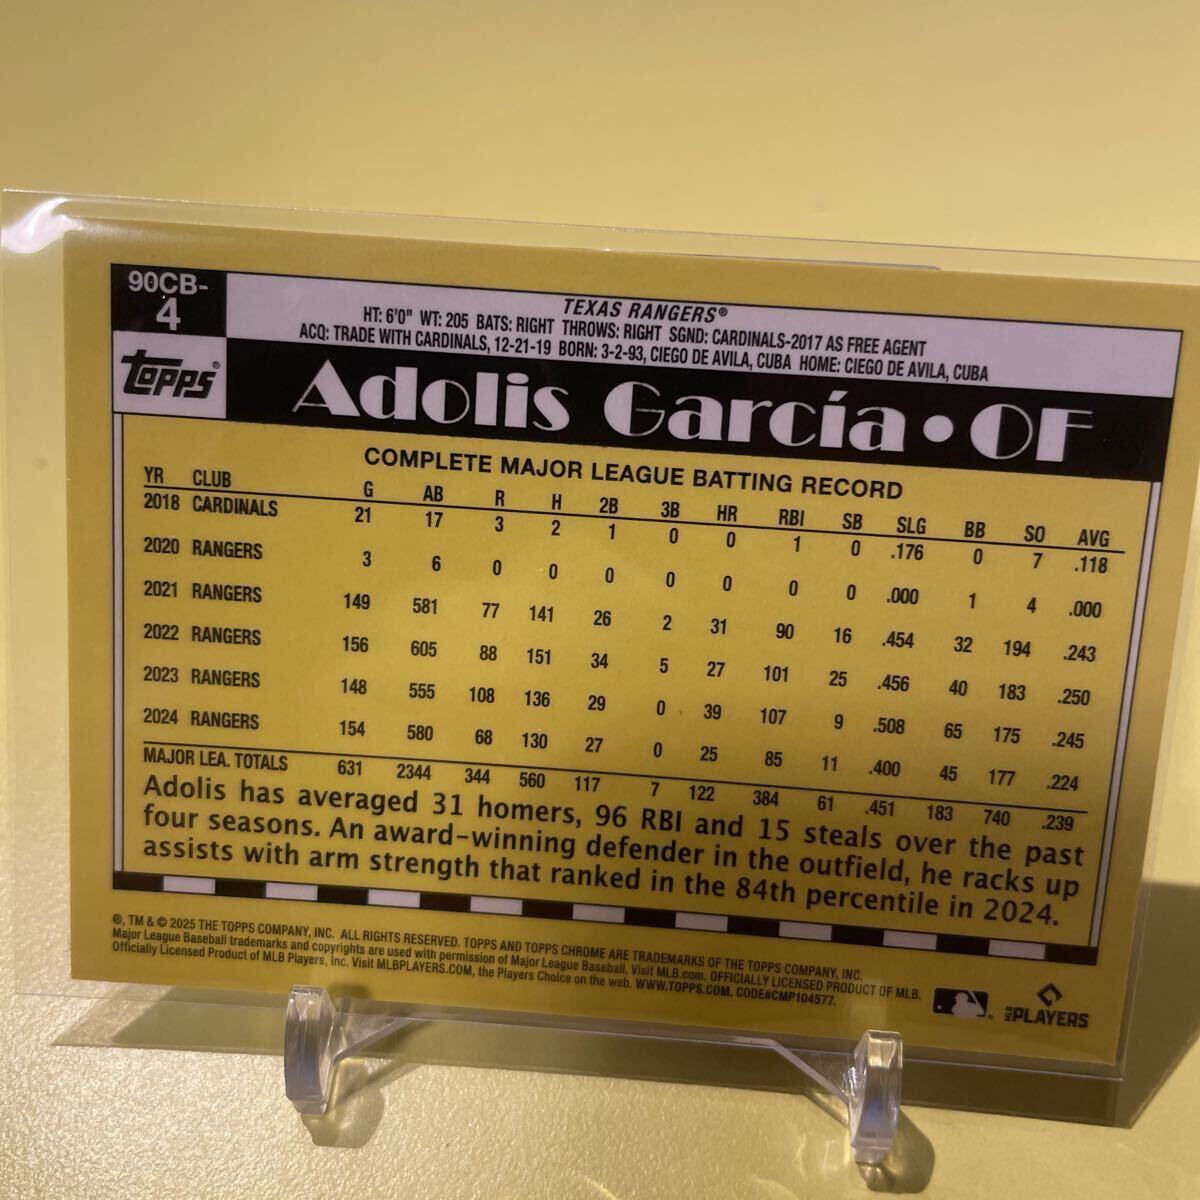 90CB-
4
topps®
TEXAS RANGERS®
HT: 6'0" WT: 205 BATS: RIGHT THROWS: RIGHT SGND: CARDINALS-2017 AS FREE AGENT
ACQ: TRADE WITH CARDINALS, 12-21-19 BORN: 3-2-93, CIEGO DE AVILA, CUBA HOME: CIEGO DE AVILA, CUBA
Adolis García • OF
COMPLETE MAJOR LEAGUE BATTING RECORD
YR CLUB G AB R H 2B 3B HR RBI SB SLG BB SO AVG
2018 CARDINALS 21 17 3 2 1 0 0 1 0 .176 0 7 .118
2020 RANGERS 3 6 0 0 0 0 0 0 0 .000 1 4 .000
2021 RANGERS 149 581 77 141 26 2 31 90 16 .454 32 194 .243
2022 RANGERS 156 605 88 151 34 5 27 101 25 .456 40 183 .250
2023 RANGERS 148 555 108 136 29 0 39 107 9 .508 65 175 .245
2024 RANGERS 154 580 68 130 27 0 25 85 11 .400 45 177 .224
MAJOR LEA. TOTALS 631 2344 344 560 117 7 122 384 61 .451 183 740 .239
Adolis has averaged 31 homers, 96 RBI and 15 steals over the past
four seasons. An award-winning defender in the outfield, he racks up
assists with arm strength that ranked in the 84th percentile in 2024.
®, TM & © 2025 THE TOPPS COMPANY, INC. ALL RIGHTS RESERVED. TOPPS AND TOPPS CHROME ARE TRADEMARKS OF THE TOPPS COMPANY, INC.
Major League Baseball trademarks and copyrights are used with permission of Major League Baseball. Visit MLB.com. OFFICIALLY LICENSED PRODUCT OF MLB.
Officially Licensed Product of MLB Players, Inc. Visit MLBPLAYERS.COM, the Players Choice on the web. WWW.TOPPS.COM. CODE#CMP104577.
MLB PLAYERS